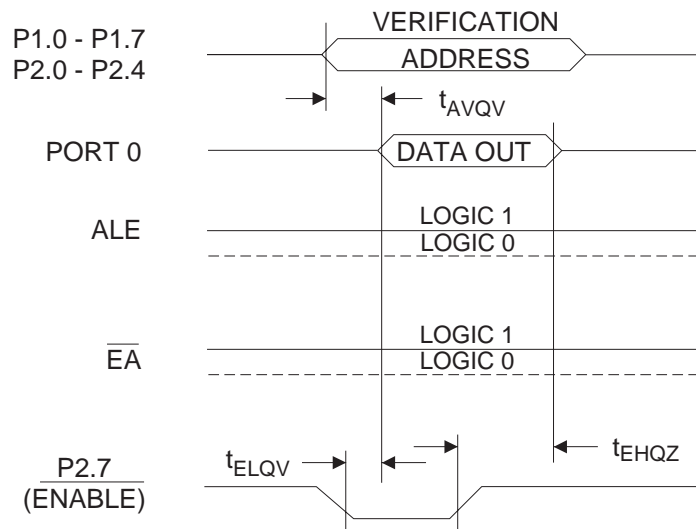 VERIFICATION
P1.0 - P1.7
P2.0 - P2.4
ADDRESS
tAVQV
PORT 0
DATA OUT
ALE
LOGIC 1
LOGIC 0
EA
LOGIC 1
LOGIC 0
P2.7
(ENABLE)
tELQV
tEHQZ